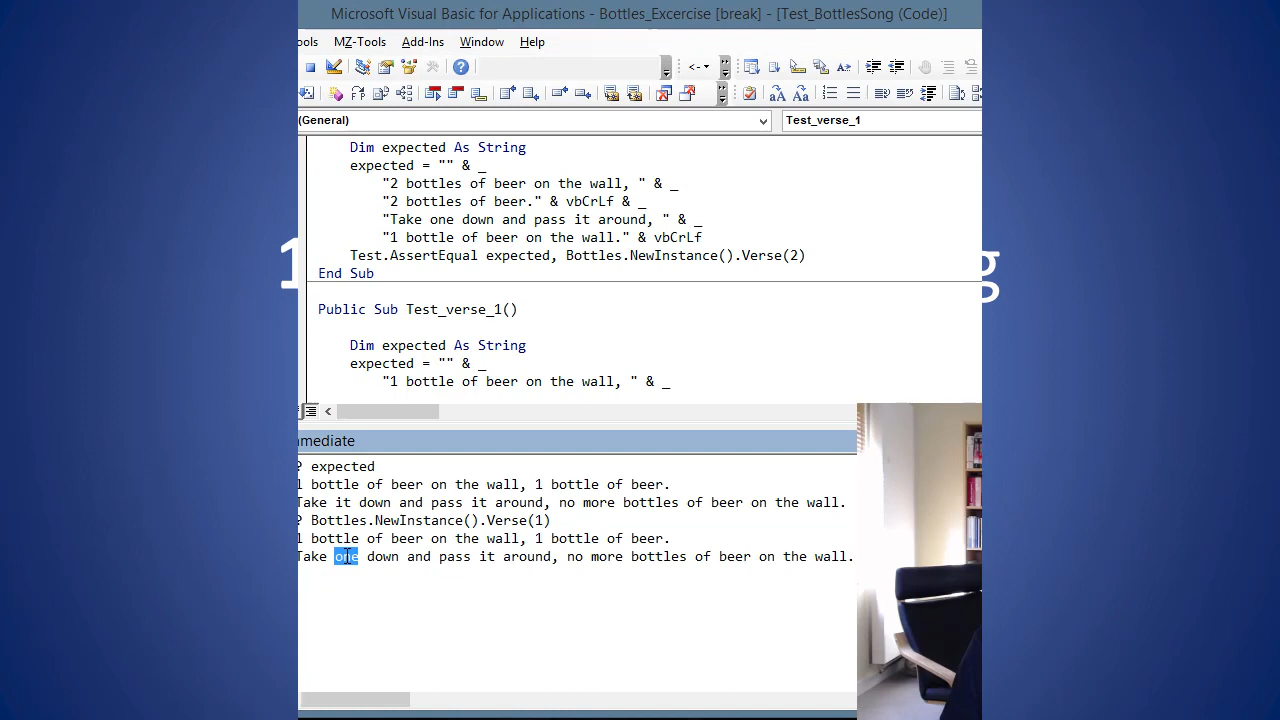 Microsoft Visual Basic for Applications - Bottles_Excercise [break] - [Test_BottlesSong (Code)]
ols MZ-Tools Add-Ins Window Help
(General) Test_verse_1
Dim expected As String
expected = "" & _
"2 bottles of beer on the wall, " & _
"2 bottles of beer." & vbCrLf & _
"Take one down and pass it around, " & _
"1 bottle of beer on the wall." & vbCrLf
Test.AssertEqual expected, Bottles.NewInstance().Verse(2)
End Sub
1 g
Public Sub Test_verse_1()
Dim expected As String
expected = "" & _
"1 bottle of beer on the wall, " & _
mmediate
? expected
1 bottle of beer on the wall, 1 bottle of beer.
Take it down and pass it around, no more bottles of beer on the wall.
? Bottles.NewInstance().Verse(1)
1 bottle of beer on the wall, 1 bottle of beer.
Take one down and pass it around, no more bottles of beer on the wall.